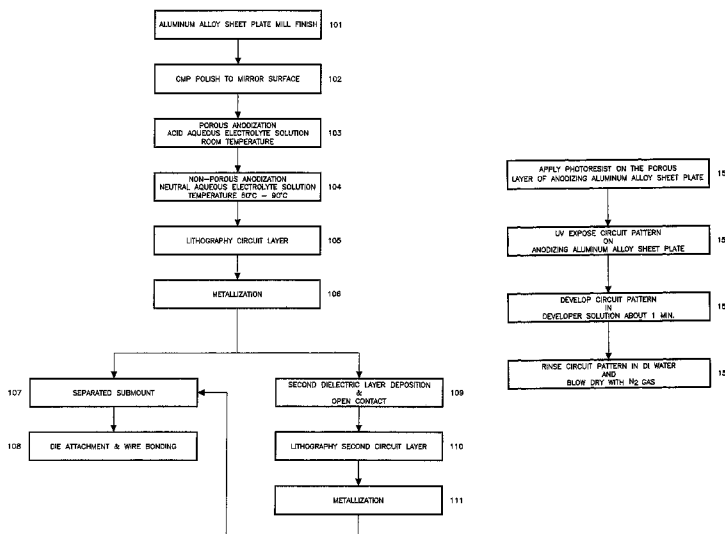 ALUMINUM ALLOY SHEET PLATE MILL FINISH
101
CMP POLISH TO MIRROR SURFACE
102
POROUS ANODIZATION
ACID AQUEOUS ELECTROLYTE SOLUTION
ROOM TEMPERATURE
103
NON-POROUS ANODIZATION
NEUTRAL AQUEOUS ELECTROLYTE SOLUTION
TEMPERATURE 50°C – 90°C
104
LITHOGRAPHY CIRCUIT LAYER
105
METALLIZATION
106
107
SEPARATED SUBMOUNT
SECOND DIELECTRIC LAYER DEPOSITION
&
OPEN CONTACT
109
108
DIE ATTACHMENT & WIRE BONDING
LITHOGRAPHY SECOND CIRCUIT LAYER
110
METALLIZATION
111
APPLY PHOTORESIST ON THE POROUS
LAYER OF ANODIZING ALUMINUM ALLOY SHEET PLATE
UV EXPOSE CIRCUIT PATTERN
ON
ANODIZING ALUMINUM ALLOY SHEET PLATE
DEVELOP CIRCUIT PATTERN
IN
DEVELOPER SOLUTION ABOUT 1 MIN.
RINSE CIRCUIT PATTERN IN DI WATER
AND
BLOW DRY WITH N2 GAS